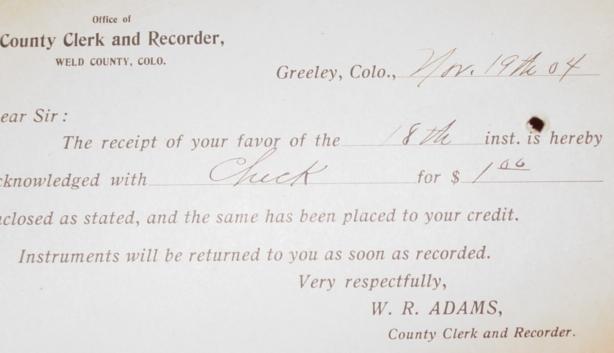 Office of
County Clerk and Recorder,
WELD COUNTY, COLO.
Greeley, Colo., Nov. 19th 04
ear Sir:
The receipt of your favor of the 18th inst. is hereby
cknowledged with Check for $ 1 00
nclosed as stated, and the same has been placed to your credit.
Instruments will be returned to you as soon as recorded.
Very respectfully,
W. R. ADAMS,
County Clerk and Recorder.